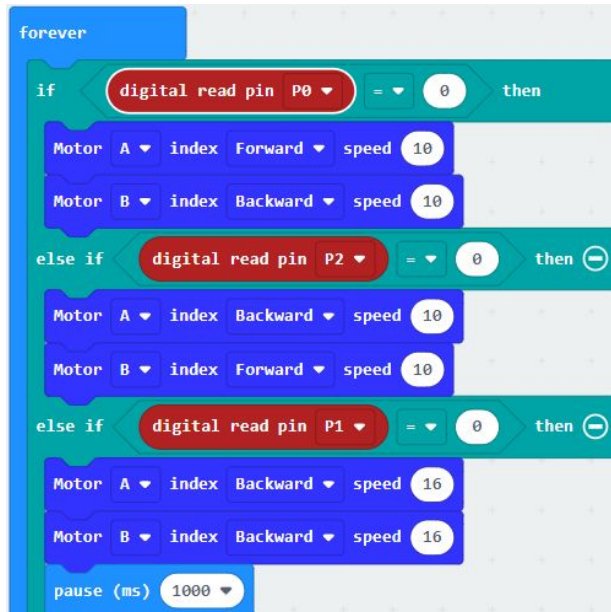 forever
if digital read pin P0 = 0 then
Motor A index Forward speed 10
Motor B index Backward speed 10
else if digital read pin P2 = 0 then
Motor A index Backward speed 10
Motor B index Forward speed 10
else if digital read pin P1 = 0 then
Motor A index Backward speed 16
Motor B index Backward speed 16
pause (ms) 1000